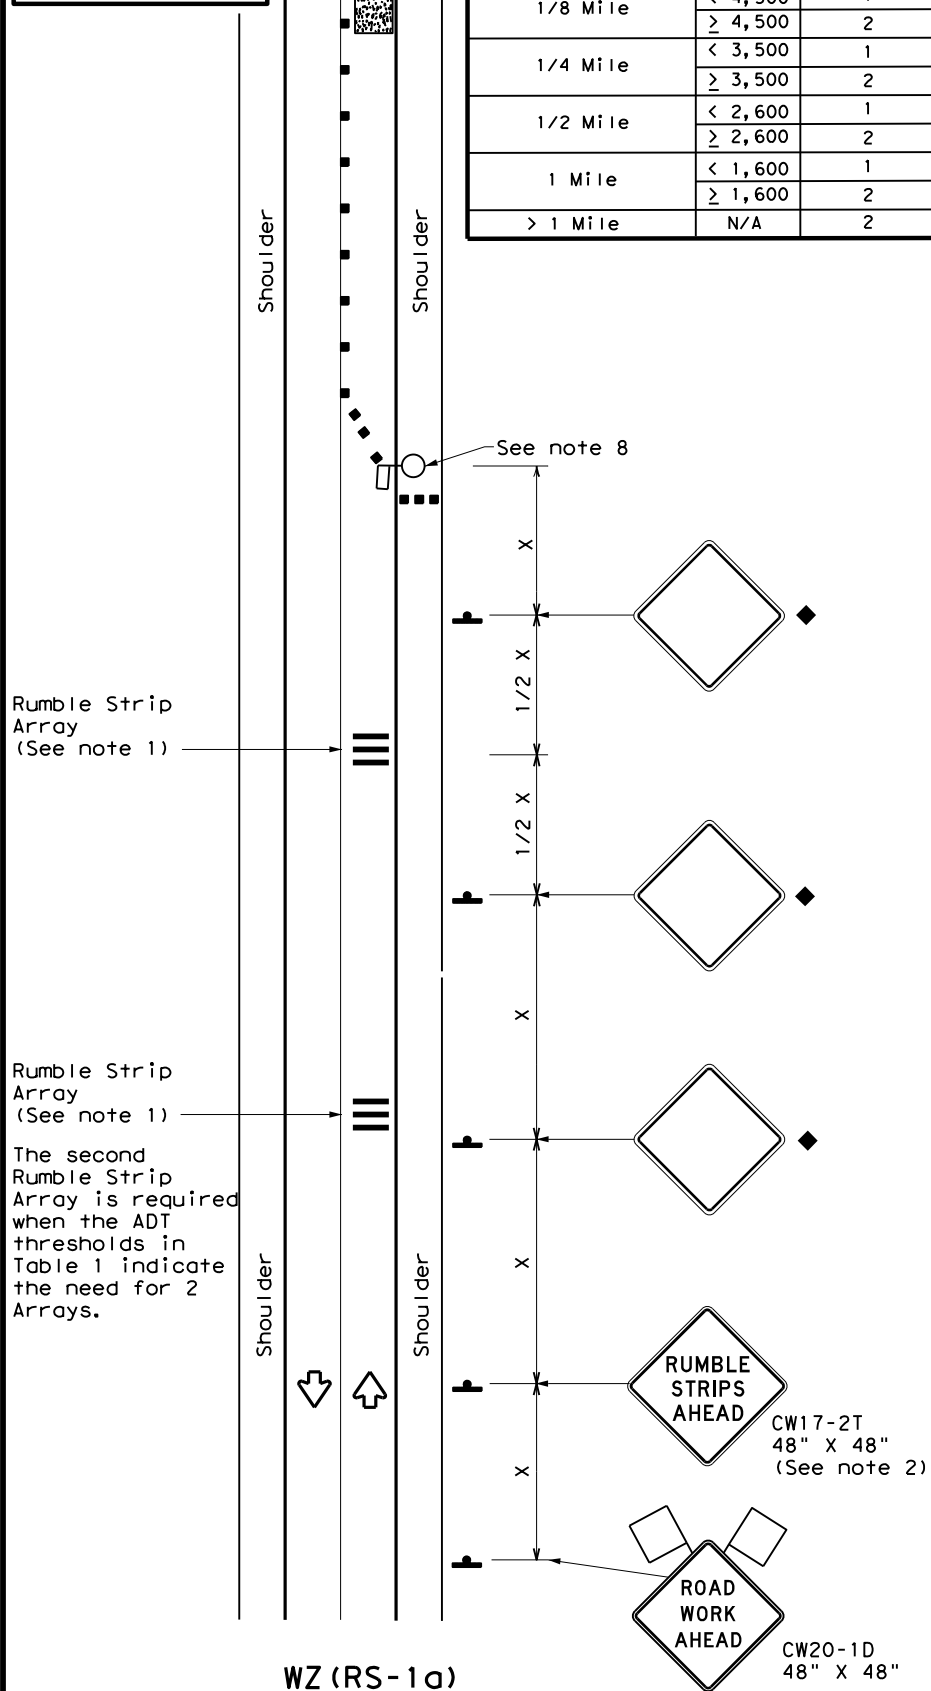 1/8 Mile
< 4,500 1
≥ 4,500 2
1/4 Mile
< 3,500 1
≥ 3,500 2
1/2 Mile
< 2,600 1
≥ 2,600 2
1 Mile
< 1,600 1
≥ 1,600 2
> 1 Mile N/A 2
Shoulder
Shoulder
See note 8
X
1/2 X
Rumble Strip
Array
(See note 1)
1/2 X
X
Rumble Strip
Array
(See note 1)
The second
Rumble Strip
Array is required
when the ADT
thresholds in
Table 1 indicate
the need for 2
Arrays.
Shoulder
Shoulder
X
RUMBLE
STRIPS
AHEAD
CW17-2T
48" X 48"
(See note 2)
X
ROAD
WORK
AHEAD
CW20-1D
48" X 48"
WZ(RS-1a)